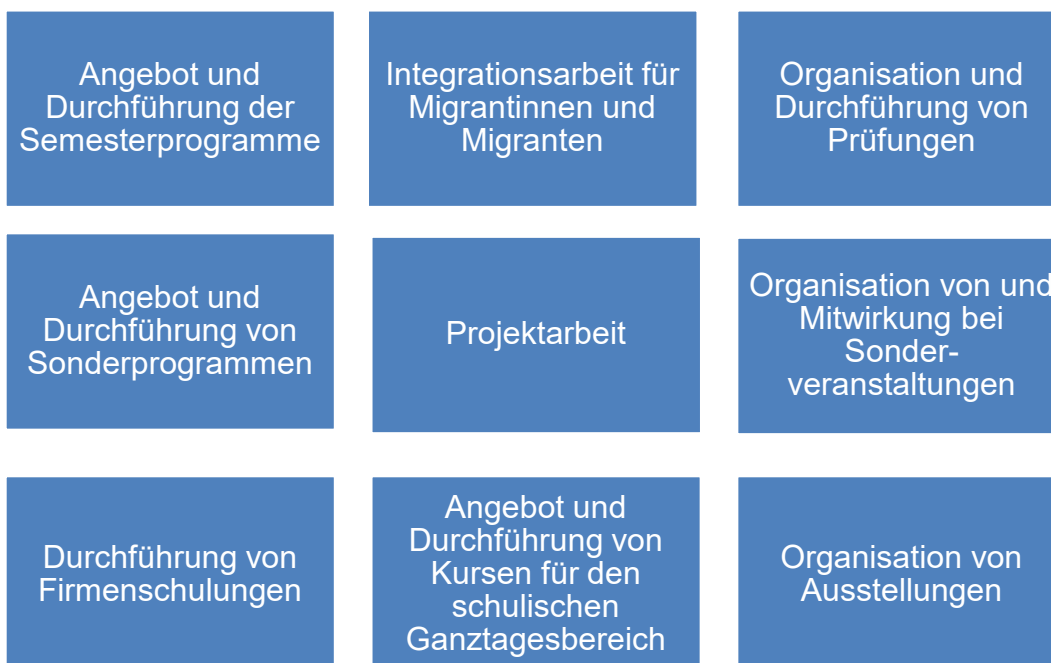 Angebot und
Durchführung der
Semesterprogramme
Integrationsarbeit für
Migrantinnen und
Migranten
Organisation und
Durchführung von
Prüfungen
Angebot und
Durchführung von
Sonderprogrammen
Projektarbeit
Organisation von und
Mitwirkung bei
Sonder-
veranstaltungen
Durchführung von
Firmenschulungen
Angebot und
Durchführung von
Kursen für den
schulischen
Ganztagesbereich
Organisation von
Ausstellungen